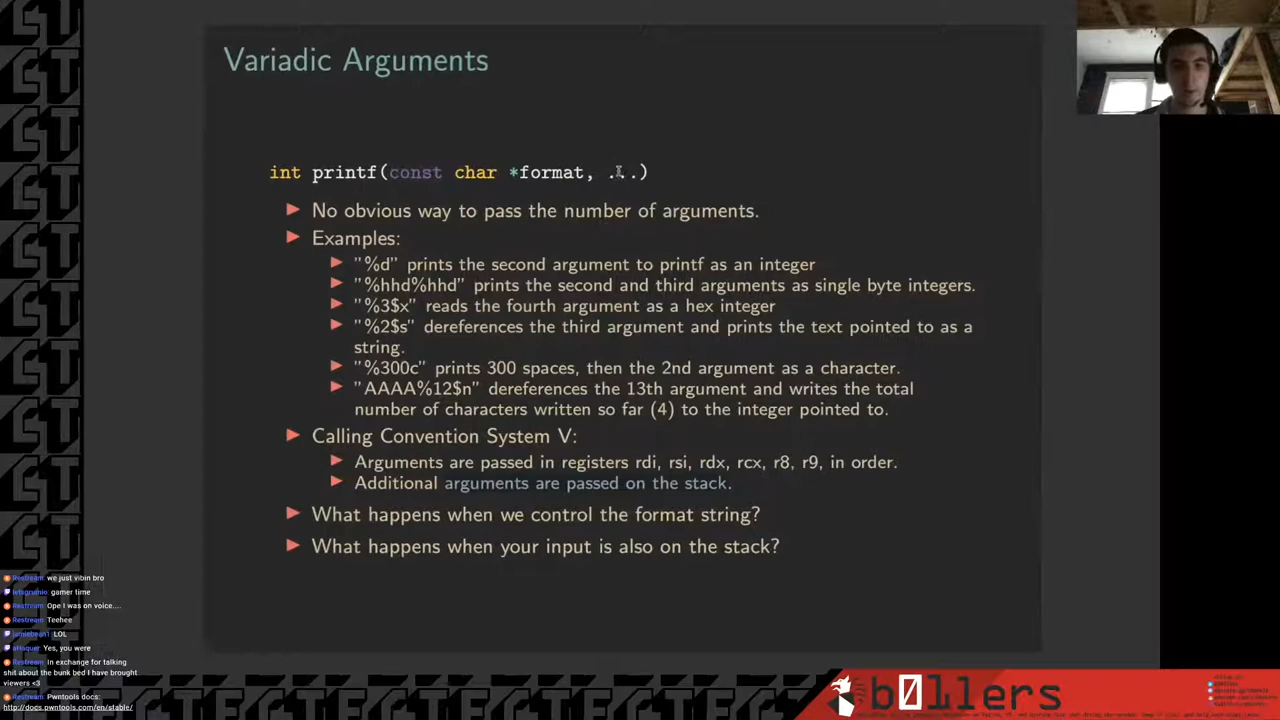 Variadic Arguments
int printf(const char *format, ...)
No obvious way to pass the number of arguments.
Examples:
"%d" prints the second argument to printf as an integer
"%hhd%hhd" prints the second and third arguments as single byte integers.
"%3$x" reads the fourth argument as a hex integer
"%2$s" dereferences the third argument and prints the text pointed to as a
string.
"%300c" prints 300 spaces, then the 2nd argument as a character.
"AAAA%12$n" dereferences the 13th argument and writes the total
number of characters written so far (4) to the integer pointed to.
Calling Convention System V:
Arguments are passed in registers rdi, rsi, rdx, rcx, r8, r9, in order.
Additional arguments are passed on the stack.
What happens when we control the format string?
What happens when your input is also on the stack?
Restream: we just vibin bro
letsgrunio: gamer time
Restream: Ope I was on voice....
Restream: Teehee
LOL
Yes, you were
Restream: In exchange for talking
shit about the bunk bed I have brought
viewers <3
Restream: Pwntools docs:
http://docs.pwntools.com/en/stable/
b0llers